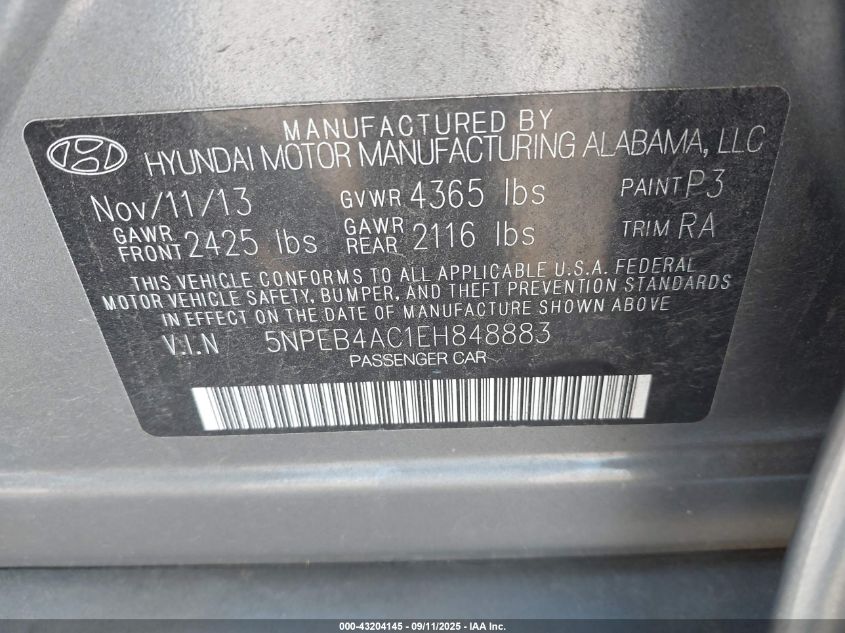 MANUFACTURED BY
HYUNDAI MOTOR MANUFACTURING ALABAMA, LLC
Nov/11/13 GVWR 4365 lbs PAINT P3
GAWR FRONT 2425 lbs GAWR REAR 2116 lbs TRIM RA
THIS VEHICLE CONFORMS TO ALL APPLICABLE U.S.A. FEDERAL
MOTOR VEHICLE SAFETY, BUMPER, AND THEFT PREVENTION STANDARDS
IN EFFECT ON THE DATE OF MANUFACTURE SHOWN ABOVE
V.I.N 5NPEB4AC1EH848883
PASSENGER CAR
000-43204145 - 09/11/2025 - IAA Inc.